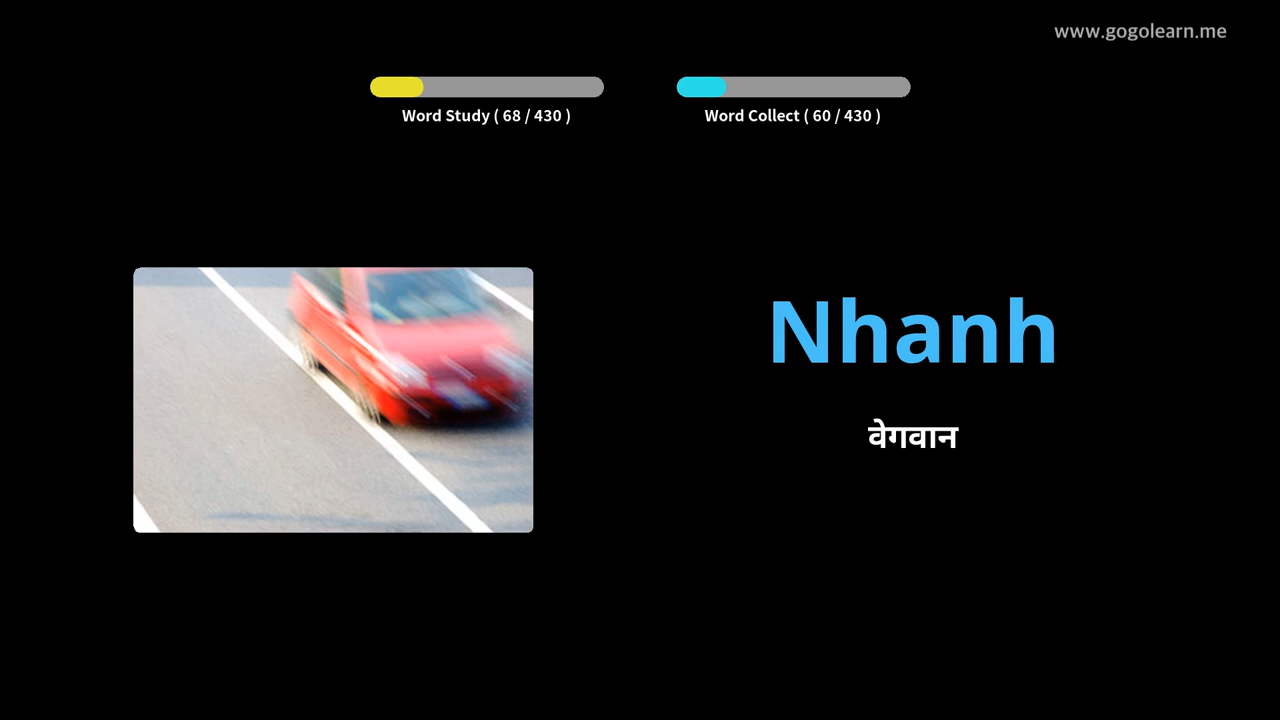 www.gogolearn.me
Word Study ( 68 / 430 )
Word Collect ( 60 / 430 )
Nhanh
वेगवान